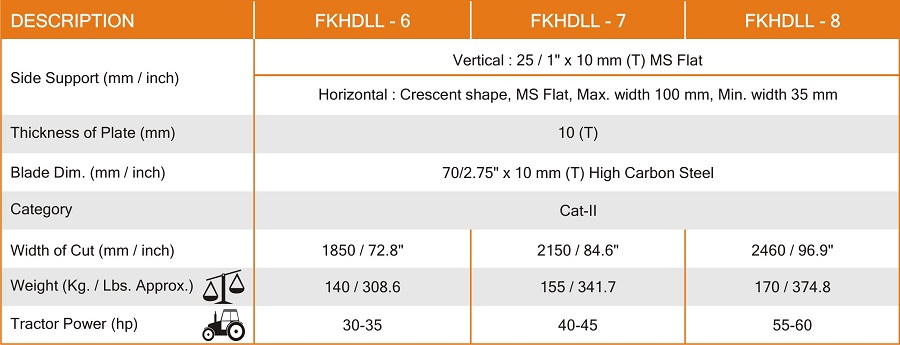 DESCRIPTION FKHDLL - 6 FKHDLL - 7 FKHDLL - 8
Side Support (mm / inch)
Vertical : 25 / 1" x 10 mm (T) MS Flat
Horizontal : Crescent shape, MS Flat, Max. width 100 mm, Min. width 35 mm
Thickness of Plate (mm) 10 (T)
Blade Dim. (mm / inch) 70/2.75" x 10 mm (T) High Carbon Steel
Category Cat-II
Width of Cut (mm / inch) 1850 / 72.8" 2150 / 84.6" 2460 / 96.9"
Weight (Kg. / Lbs. Approx.) 140 / 308.6 155 / 341.7 170 / 374.8
Tractor Power (hp) 30-35 40-45 55-60